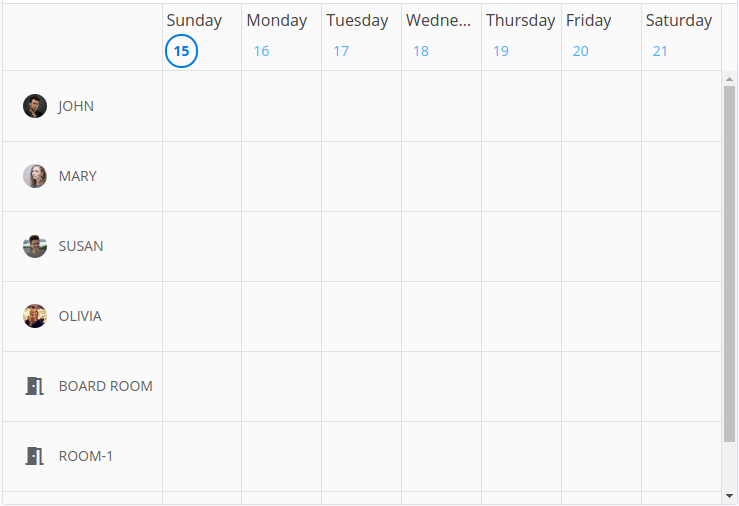 Sunday Monday Tuesday Wedne... Thursday Friday Saturday
15 16 17 18 19 20 21
JOHN
MARY
SUSAN
OLIVIA
BOARD ROOM
ROOM-1